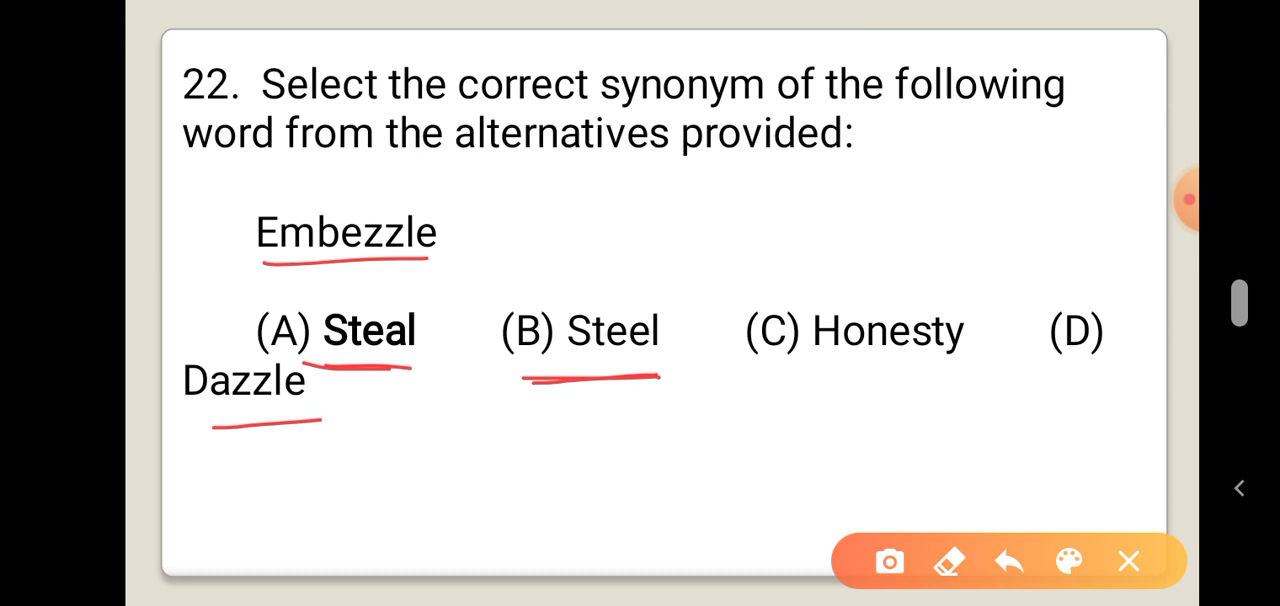 22. Select the correct synonym of the following
word from the alternatives provided:
Embezzle
(A) Steal (B) Steel (C) Honesty (D)
Dazzle